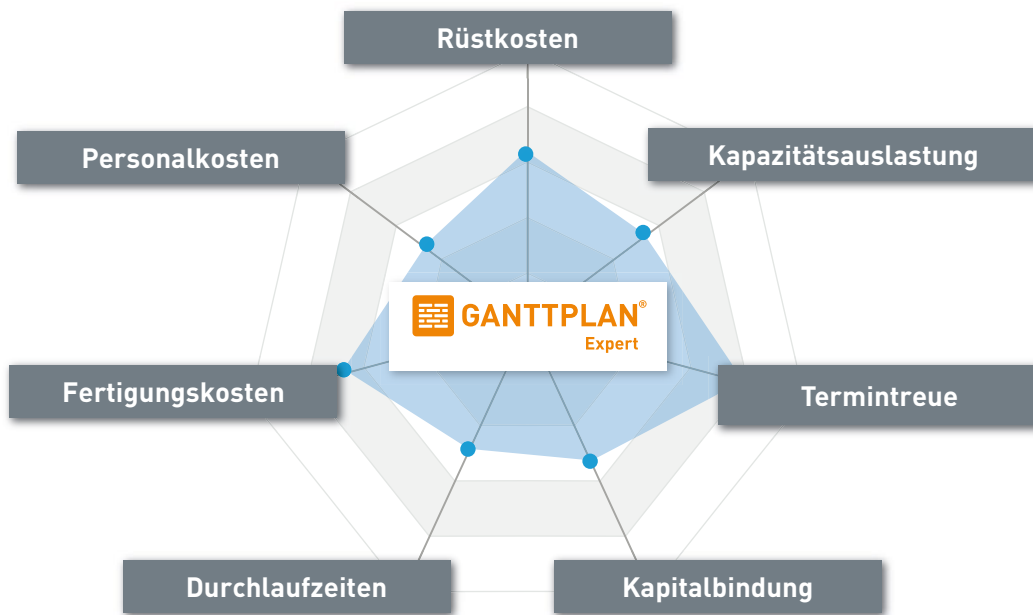 Rüstkosten
Personalkosten
Kapazitätsauslastung
GANTTPLAN®
Expert
Fertigungskosten
Termintreue
Durchlaufzeiten
Kapitalbindung